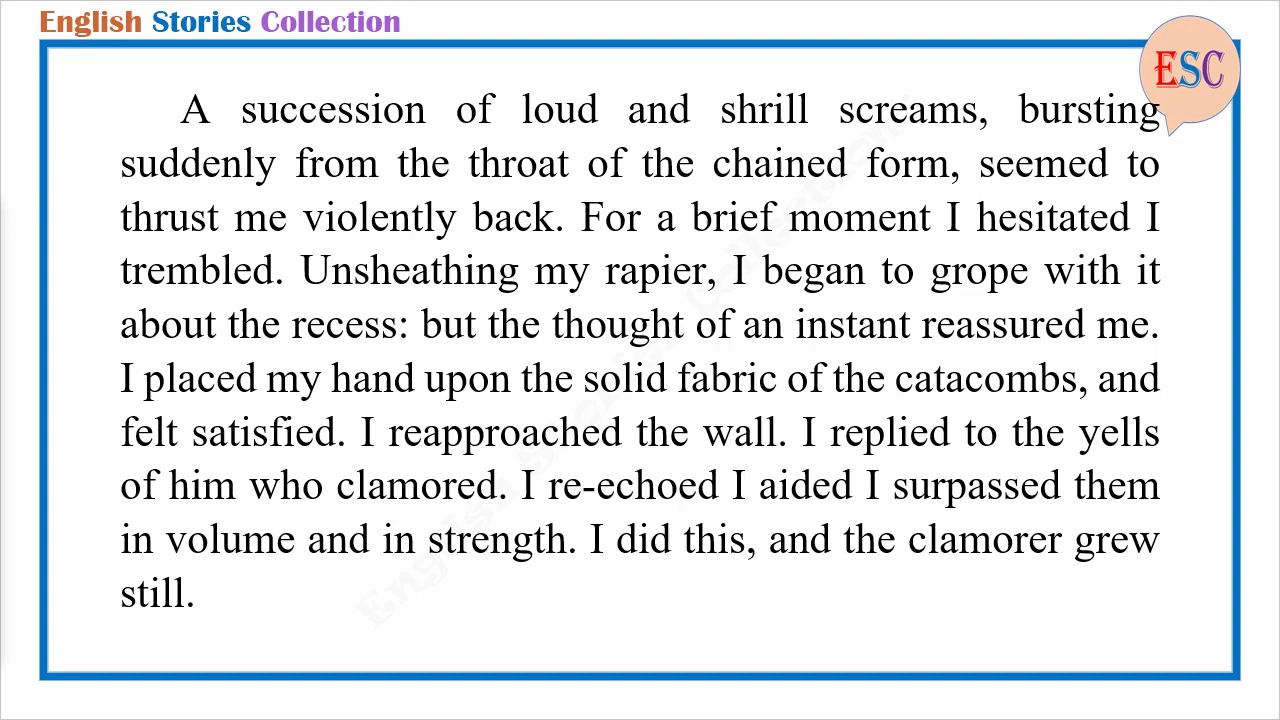 English Stories Collection
ESC
A succession of loud and shrill screams, bursting
suddenly from the throat of the chained form, seemed to
thrust me violently back. For a brief moment I hesitated I
trembled. Unsheathing my rapier, I began to grope with it
about the recess: but the thought of an instant reassured me.
I placed my hand upon the solid fabric of the catacombs, and
felt satisfied. I reapproached the wall. I replied to the yells
of him who clamored. I re-echoed I aided I surpassed them
in volume and in strength. I did this, and the clamorer grew
still.